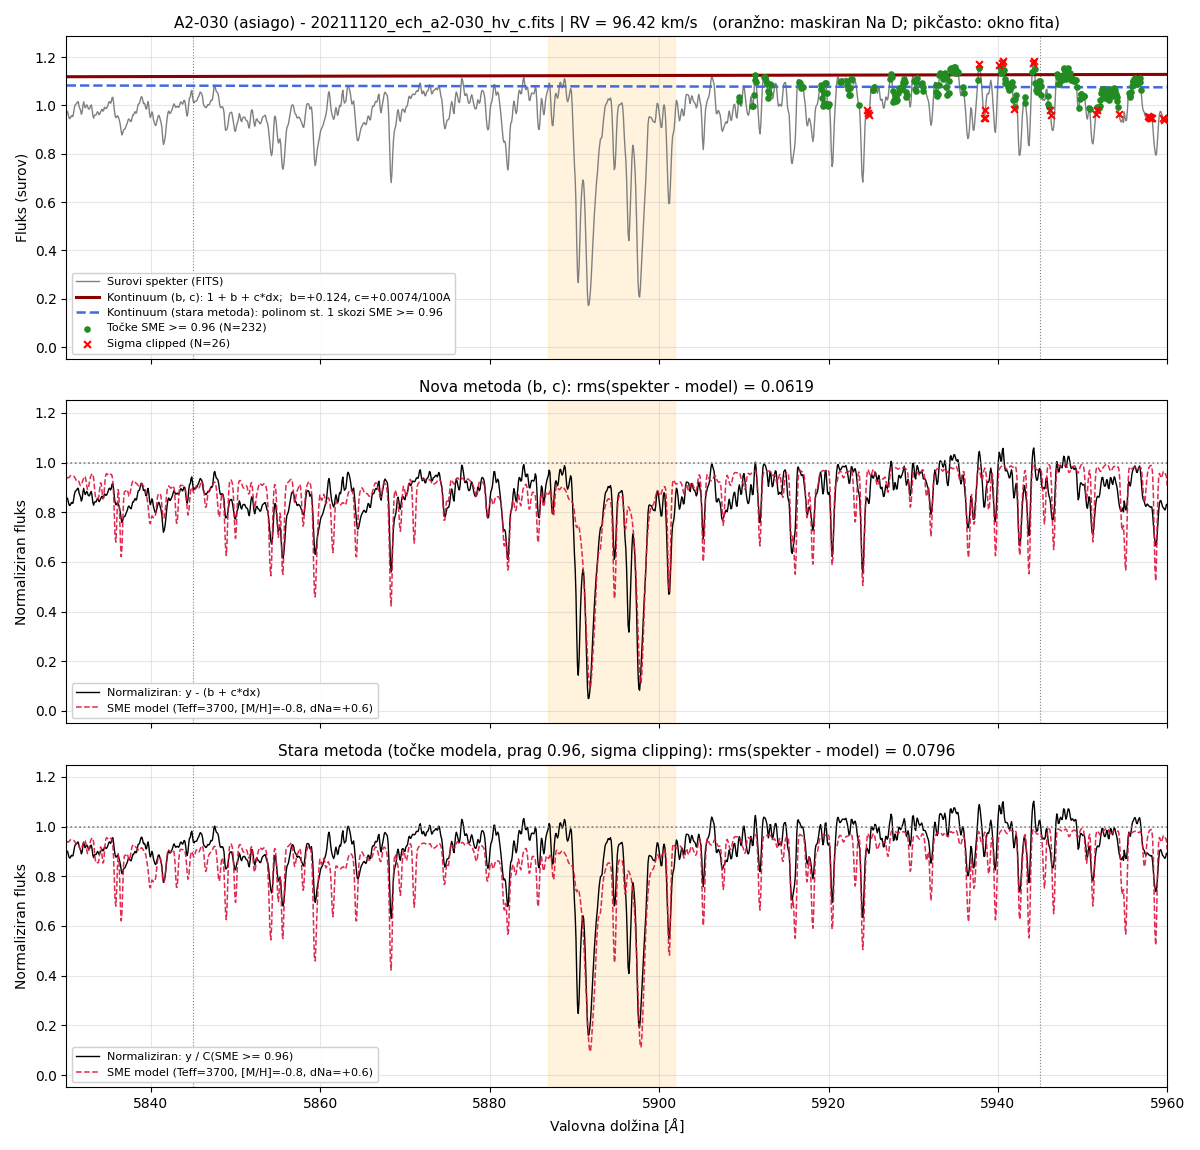 A2-030 (asiago) - 20211120_ech_a2-030_hv_c.fits | RV = 96.42 km/s   (oranžno: maskiran Na D; pikčasto: okno fita)
1.2
1.0
0.8
0.6
0.4
0.2
0.0
Fluks (surov)
Surovi spekter (FITS)
Kontinuum (b, c): 1 + b + c*dx;  b=+0.124, c=+0.0074/100A
Kontinuum (stara metoda): polinom st. 1 skozi SME >= 0.96
Točke SME >= 0.96 (N=232)
Sigma clipped (N=26)
Nova metoda (b, c): rms(spekter - model) = 0.0619
1.2
1.0
0.8
0.6
0.4
0.2
0.0
Normaliziran fluks
Normaliziran: y - (b + c*dx)
SME model (Teff=3700, [M/H]=-0.8, dNa=+0.6)
Stara metoda (točke modela, prag 0.96, sigma clipping): rms(spekter - model) = 0.0796
1.2
1.0
0.8
0.6
0.4
0.2
0.0
Normaliziran fluks
Normaliziran: y / C(SME >= 0.96)
SME model (Teff=3700, [M/H]=-0.8, dNa=+0.6)
5840 5860 5880 5900 5920 5940 5960
Valovna dolžina [Å]